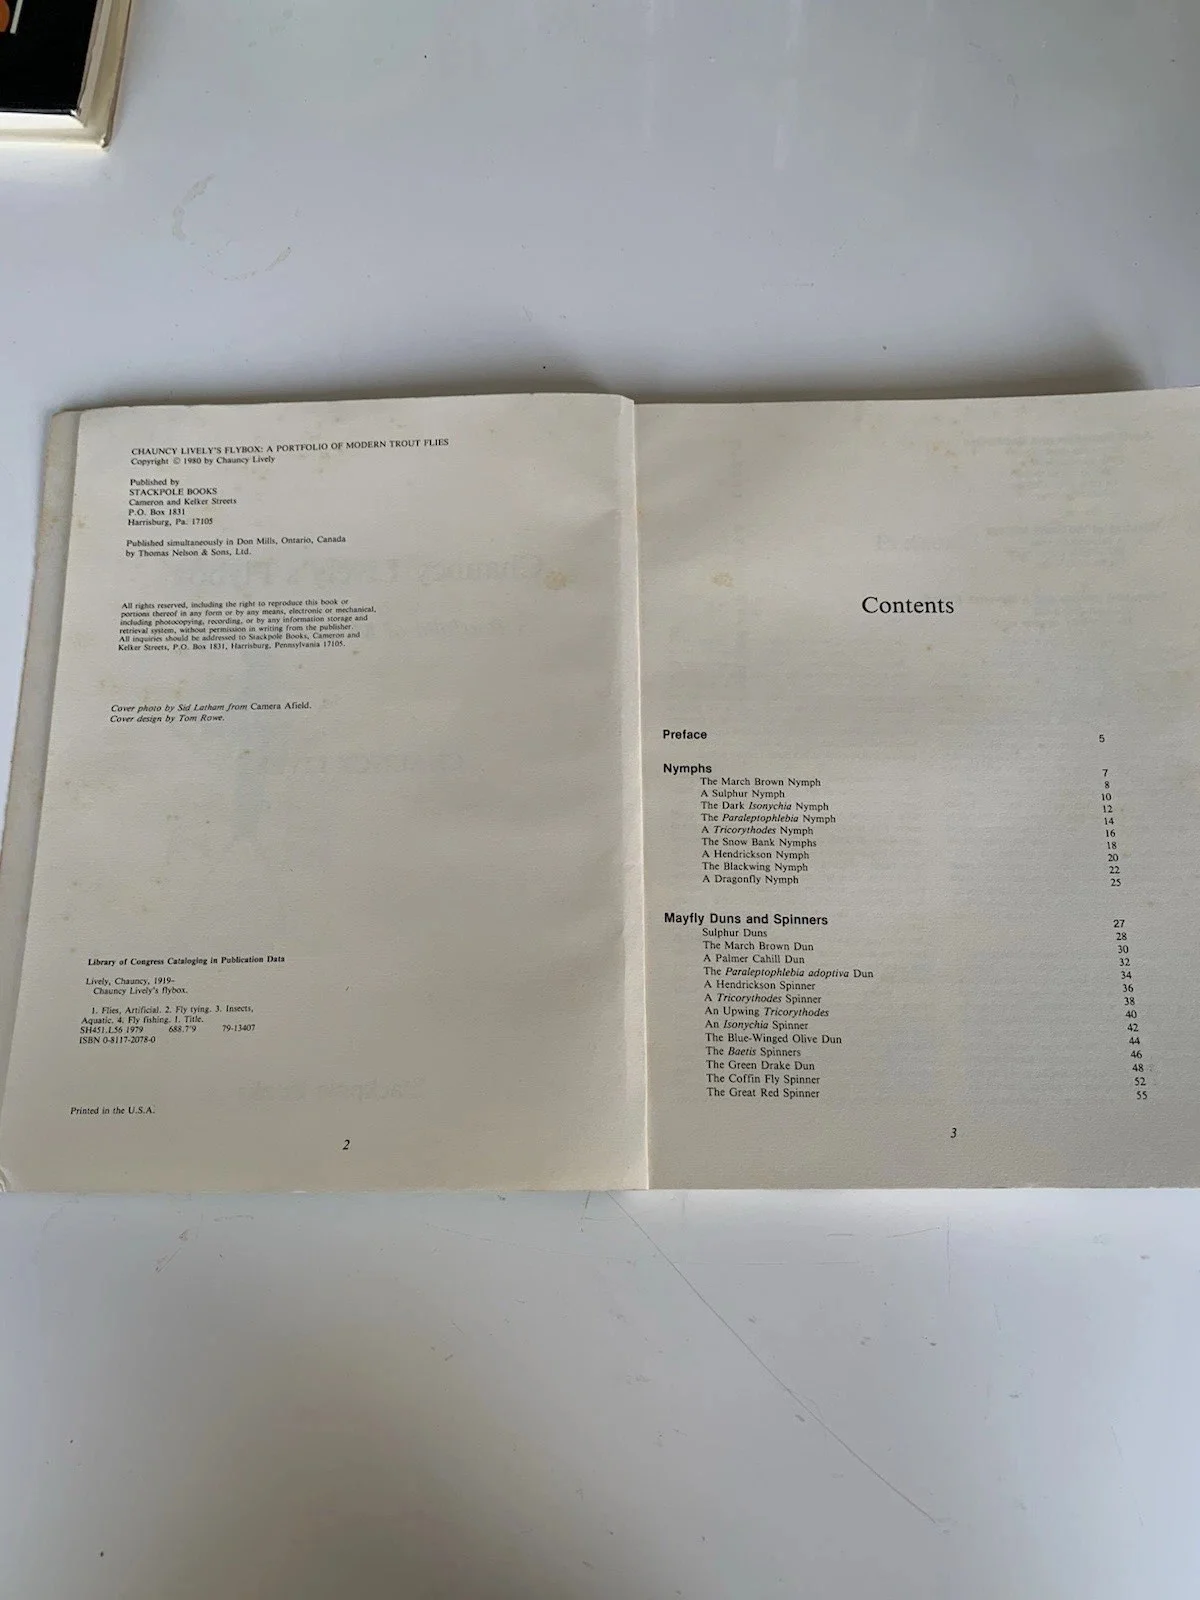 CHAUNCY LIVELY'S FLYBOX: A PORTFOLIO OF MODERN TROUT FLIES
Copyright © 1980 by Chauncy Lively
Published by
STACKPOLE BOOKS
Cameron and Kelker Streets
P.O. Box 1831
Harrisburg, Pa. 17105
Published simultaneously in Don Mills, Ontario, Canada
by Thomas Nelson & Sons, Ltd.
All rights reserved, including the right to reproduce this book or
portions thereof in any form or by any means, electronic or mechanical,
including photocopying, recording, or by any information storage and
retrieval system, without permission in writing from the publisher.
All inquiries should be addressed to Stackpole Books, Cameron and
Kelker Streets, P.O. Box 1831, Harrisburg, Pennsylvania 17105.
Cover photo by Sid Latham from Camera Afield.
Cover design by Tom Rowe.
Library of Congress Cataloging in Publication Data
Lively, Chauncy, 1919-
Chauncy Lively's flybox.
1. Flies, Artificial. 2. Fly tying. 3. Insects,
Aquatic. 4. Fly fishing. 1. Title.
SH451.L56 1979 688.7'9 79-13407
ISBN 0-8117-2078-0
Printed in the U.S.A.
2
Contents
Preface 5
Nymphs 7
The March Brown Nymph 8
A Sulphur Nymph 10
The Dark Isonychia Nymph 12
The Paraleptophlebia Nymph 14
A Tricorythodes Nymph 16
The Snow Bank Nymphs 18
A Hendrickson Nymph 20
The Blackwing Nymph 22
A Dragonfly Nymph 25
Mayfly Duns and Spinners 27
Sulphur Duns 28
The March Brown Dun 30
A Palmer Cahill Dun 32
The Paraleptophlebia adoptiva Dun 34
A Hendrickson Spinner 36
A Tricorythodes Spinner 38
An Upwing Tricorythodes 40
An Isonychia Spinner 42
The Blue-Winged Olive Dun 44
The Baetis Spinners 46
The Green Drake Dun 48
The Coffin Fly Spinner 52
The Great Red Spinner 55
3